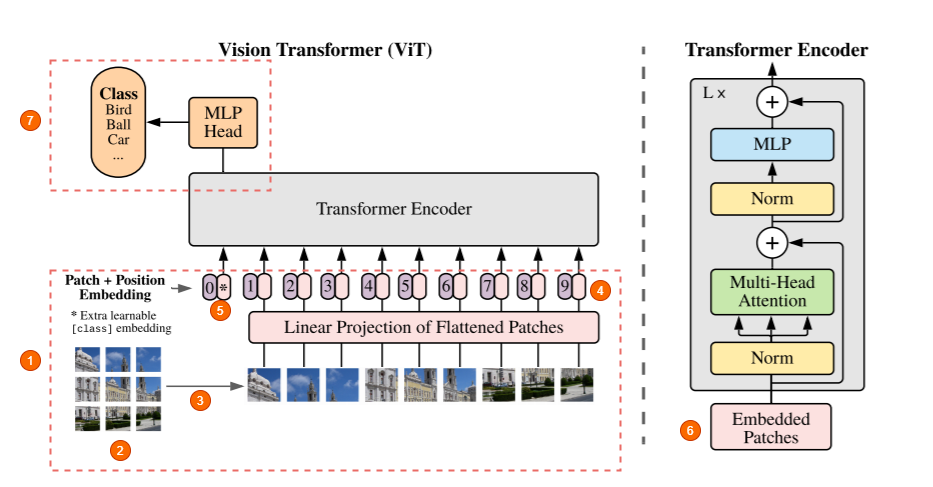 Vision Transformer (ViT)
7
Class
Bird
Ball
Car
...
MLP
Head
Transformer Encoder
Patch + Position
Embedding
0 * 1 2 3 4 5 6 7 8 9
4
5
* Extra learnable
[class] embedding
Linear Projection of Flattened Patches
1
3
2
Transformer Encoder
L ×
+
MLP
Norm
+
Multi-Head
Attention
Norm
6
Embedded
Patches